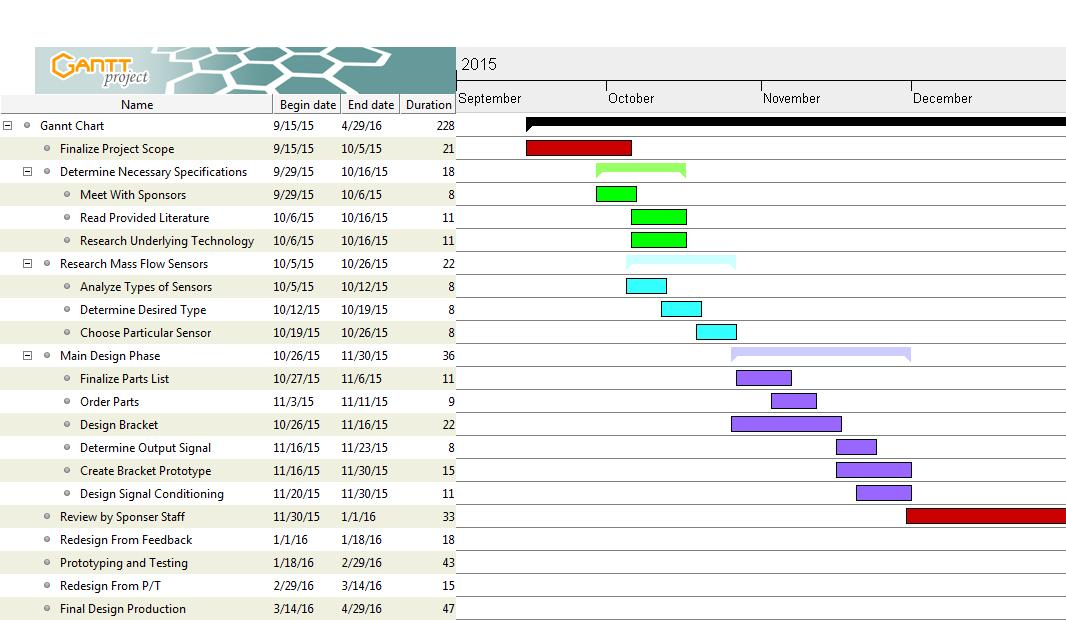 GANTT
project
2015
September October November December
Name Begin date End date Duration
Gannt Chart 9/15/15 4/29/16 228
Finalize Project Scope 9/15/15 10/5/15 21
Determine Necessary Specifications 9/29/15 10/16/15 18
Meet With Sponsors 9/29/15 10/6/15 8
Read Provided Literature 10/6/15 10/16/15 11
Research Underlying Technology 10/6/15 10/16/15 11
Research Mass Flow Sensors 10/5/15 10/26/15 22
Analyze Types of Sensors 10/5/15 10/12/15 8
Determine Desired Type 10/12/15 10/19/15 8
Choose Particular Sensor 10/19/15 10/26/15 8
Main Design Phase 10/26/15 11/30/15 36
Finalize Parts List 10/27/15 11/6/15 11
Order Parts 11/3/15 11/11/15 9
Design Bracket 10/26/15 11/16/15 22
Determine Output Signal 11/16/15 11/23/15 8
Create Bracket Prototype 11/16/15 11/30/15 15
Design Signal Conditioning 11/20/15 11/30/15 11
Review by Sponser Staff 11/30/15 1/1/16 33
Redesign From Feedback 1/1/16 1/18/16 18
Prototyping and Testing 1/18/16 2/29/16 43
Redesign From P/T 2/29/16 3/14/16 15
Final Design Production 3/14/16 4/29/16 47